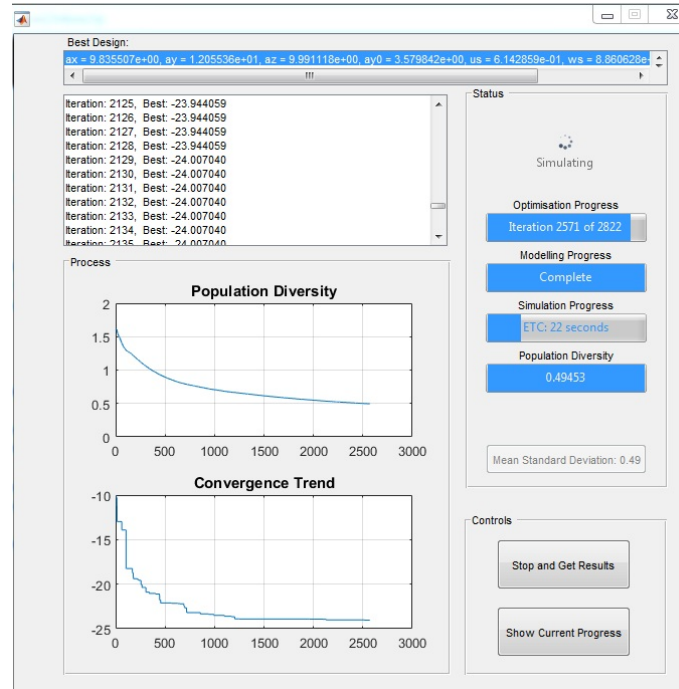 Best Design:
ax = 9.835507e+00, ay = 1.205536e+01, az = 9.991118e+00, ay0 = 3.579842e+00, us = 6.142859e-01, ws = 8.860628e+
Iteration: 2125, Best: -23.944059
Iteration: 2126, Best: -23.944059
Iteration: 2127, Best: -23.944059
Iteration: 2128, Best: -23.944059
Iteration: 2129, Best: -24.007040
Iteration: 2130, Best: -24.007040
Iteration: 2131, Best: -24.007040
Iteration: 2132, Best: -24.007040
Iteration: 2133, Best: -24.007040
Iteration: 2134, Best: -24.007040
Iteration: 2135, Best: -24.007040
Status
Simulating
Optimisation Progress
Iteration 2571 of 2822
Modelling Progress
Complete
Simulation Progress
ETC: 22 seconds
Population Diversity
0.49453
Mean Standard Deviation: 0.49
Process
Population Diversity
2
1.5
1
0.5
0
0 500 1000 1500 2000 2500 3000
Convergence Trend
-10
-15
-20
-25
0 500 1000 1500 2000 2500 3000
Controls
Stop and Get Results
Show Current Progress